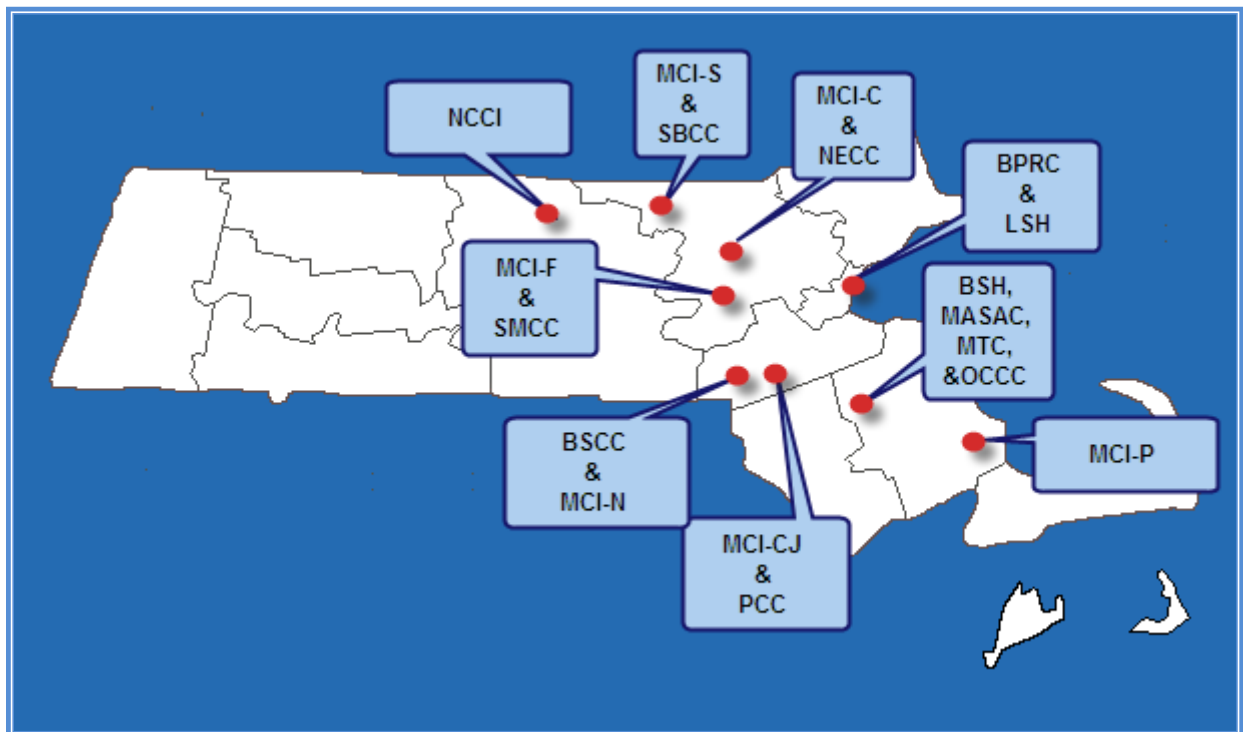 NCCI
MCI-S
&
SBCC
MCI-C
&
NECC
BPRC
&
LSH
MCI-F
&
SMCC
BSH,
MASAC,
MTC,
&OCCC
BSCC
&
MCI-N
MCI-P
MCI-CJ
&
PCC